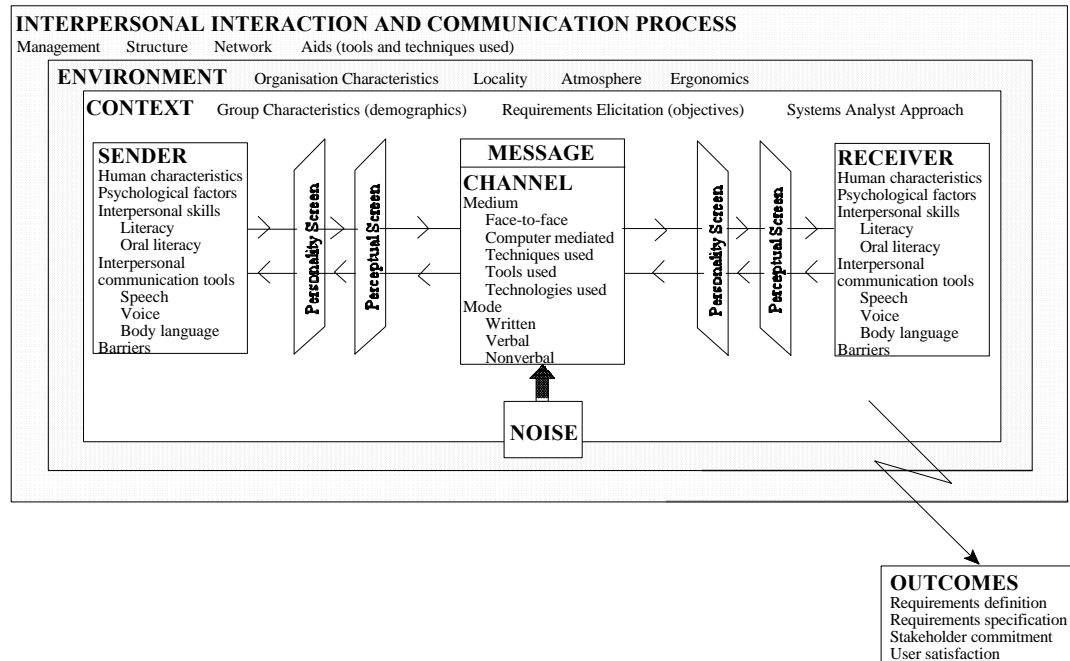 INTERPERSONAL INTERACTION AND COMMUNICATION PROCESS
Management Structure Network Aids (tools and techniques used)
ENVIRONMENT Organisation Characteristics Locality Atmosphere Ergonomics
CONTEXT Group Characteristics (demographics) Requirements Elicitation (objectives) Systems Analyst Approach
SENDER
Human characteristics
Psychological factors
Interpersonal skills
Literacy
Oral literacy
Interpersonal
communication tools
Speech
Voice
Body language
Barriers
Personality Screen
Perceptual Screen
MESSAGE
CHANNEL
Medium
Face-to-face
Computer mediated
Techniques used
Tools used
Technologies used
Mode
Written
Verbal
Nonverbal
NOISE
Personality Screen
Perceptual Screen
RECEIVER
Human characteristics
Psychological factors
Interpersonal skills
Literacy
Oral literacy
Interpersonal
communication tools
Speech
Voice
Body language
Barriers
OUTCOMES
Requirements definition
Requirements specification
Stakeholder commitment
User satisfaction